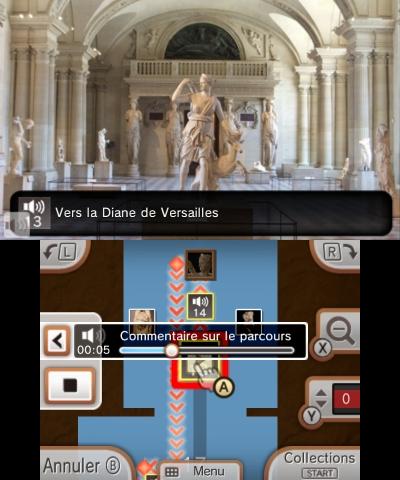 13
Vers la Diane de Versailles
L
R
14
Commentaire sur le parcours
00:05
X
A
Y
0
Annuler B
Menu
Collections
START